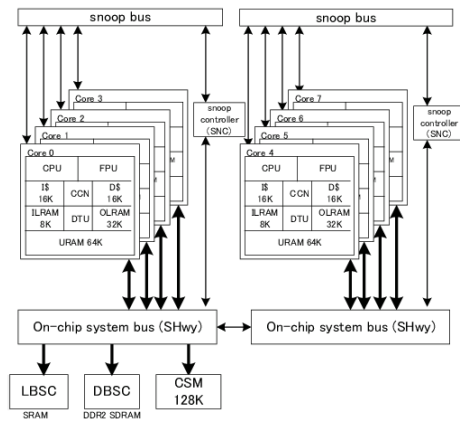 snoop bus
snoop bus
Core 3
Core 2
Core 1
Core 0
CPU
FPU
I$
16K
CCN
D$
16K
ILRAM
8K
DTU
OLRAM
32K
URAM 64K
snoop
controller
(SNC)
Core 7
Core 6
Core 5
Core 4
CPU
FPU
I$
16K
CCN
D$
16K
ILRAM
8K
DTU
OLRAM
32K
URAM 64K
snoop
controller
(SNC)
On-chip system bus (SHwy)
On-chip system bus (SHwy)
LBSC
SRAM
DBSC
DDR2 SDRAM
CSM
128K